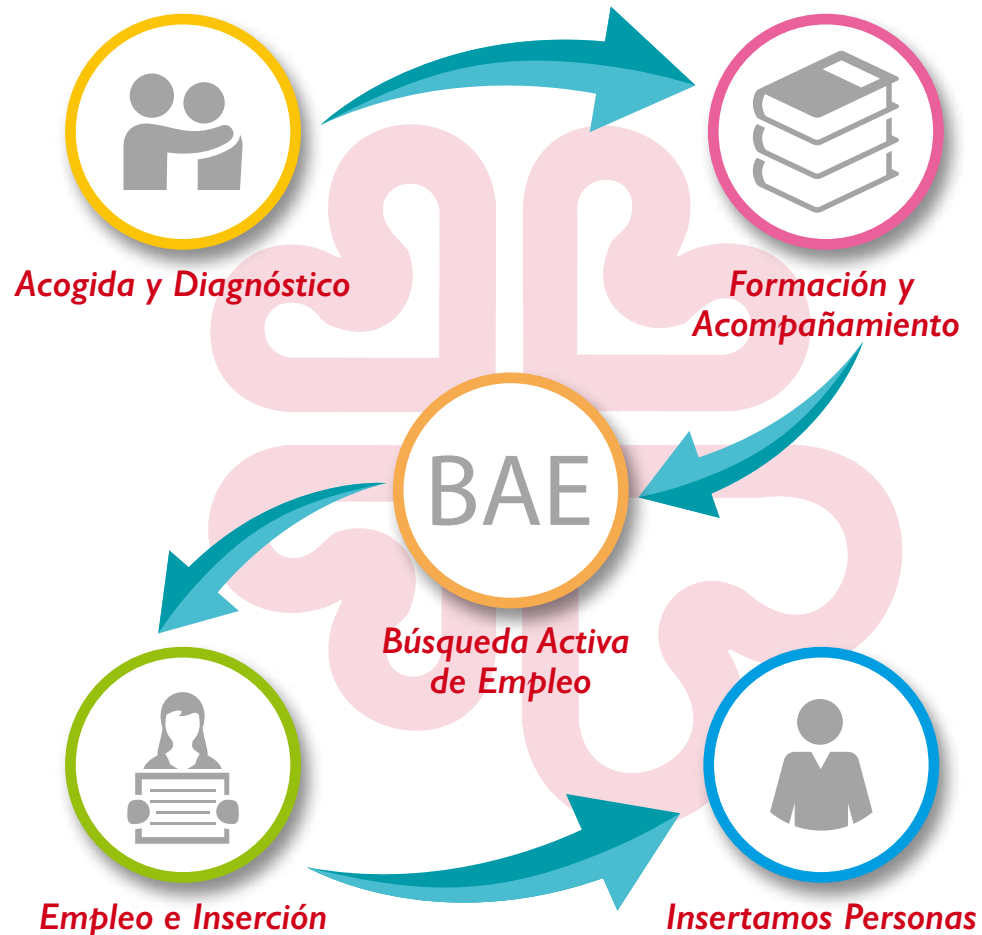 Acogida y Diagnóstico
Formación y
Acompañamiento
BAE
Búsqueda Activa
de Empleo
Empleo e Inserción
Insertamos Personas